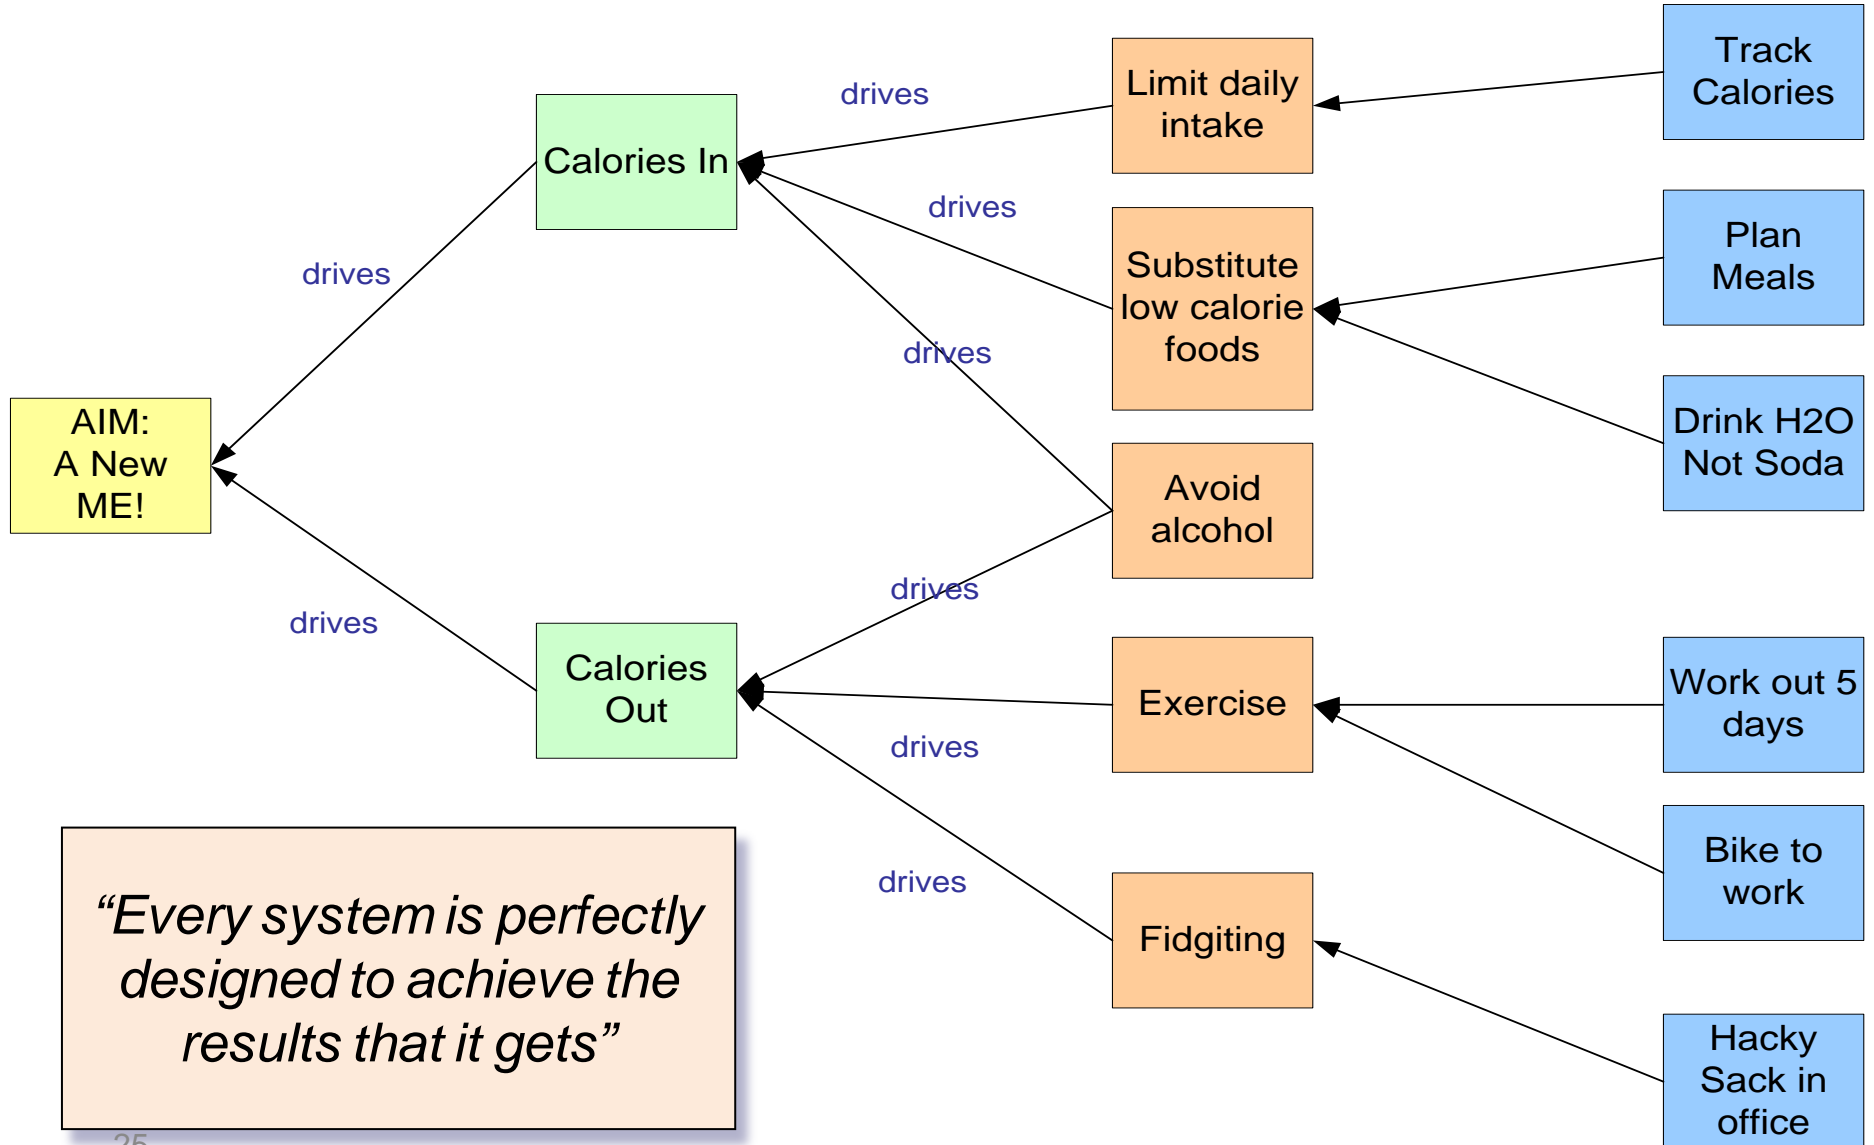 Track
Calories
Limit daily
intake
drives
Calories In
drives
Plan
Meals
Substitute
low calorie
foods
drives
drives
Drink H2O
Not Soda
AIM:
A New
ME!
Avoid
alcohol
drives
drives
Calories
Out
Exercise
Work out 5
days
drives
Bike to
work
drives
Fidgiting
“Every system is perfectly
designed to achieve the
results that it gets”
Hacky
Sack in
office
25